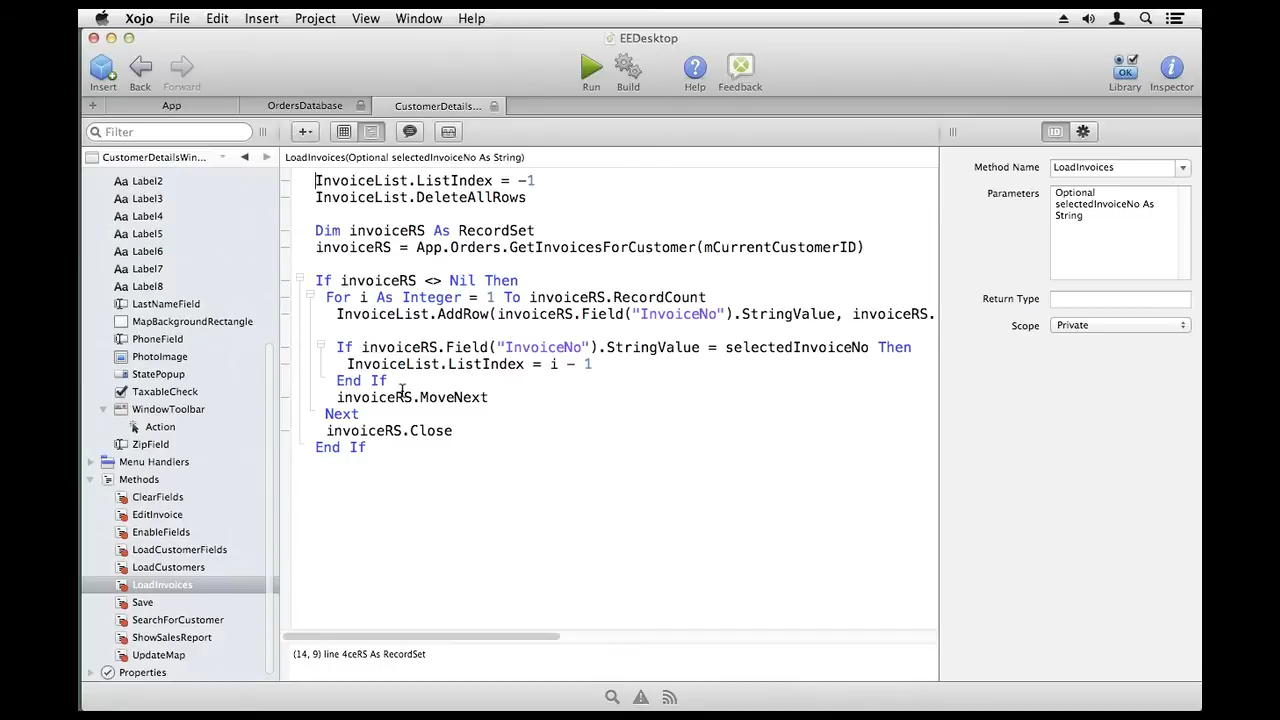 Xojo File Edit Insert Project View Window Help
EEDesktop
Insert Back Forward Run Build Help Feedback OK Library Inspector
App OrdersDatabase CustomerDetails...
Filter
CustomerDetailsWin...
LoadInvoices(Optional selectedInvoiceNo As String)
Label2
Label3
Label4
Label5
Label6
Label7
Label8
LastNameField
MapBackgroundRectangle
PhoneField
PhotoImage
StatePopup
TaxableCheck
WindowToolbar
Action
ZipField
Menu Handlers
Methods
ClearFields
EditInvoice
EnableFields
LoadCustomerFields
LoadCustomers
LoadInvoices
Save
SearchForCustomer
ShowSalesReport
UpdateMap
Properties
InvoiceList.ListIndex = -1
InvoiceList.DeleteAllRows
Dim invoiceRS As RecordSet
invoiceRS = App.Orders.GetInvoicesForCustomer(mCurrentCustomerID)
If invoiceRS <> Nil Then
For i As Integer = 1 To invoiceRS.RecordCount
InvoiceList.AddRow(invoiceRS.Field("InvoiceNo").StringValue, invoiceRS.
If invoiceRS.Field("InvoiceNo").StringValue = selectedInvoiceNo Then
InvoiceList.ListIndex = i - 1
End If
invoiceRS.MoveNext
Next
invoiceRS.Close
End If
(14, 9) line 4ceRS As RecordSet
ID
Method Name LoadInvoices
Parameters Optional
selectedInvoiceNo As
String
Return Type
Scope Private